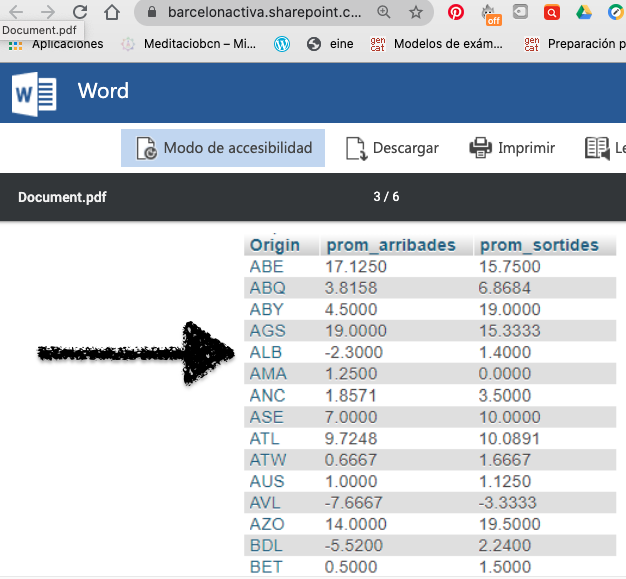 barcelonactiva.sharepoint.c...
off
Document.pdf
Aplicaciones
Meditaciobcn – Mi...
eine
gen
cat
Modelos de exám...
gen
cat
Preparación p
W
Word
Modo de accesibilidad
Descargar
Imprimir
Le
Document.pdf
3 / 6
Origin prom_arribades prom_sortides
ABE 17.1250 15.7500
ABQ 3.8158 6.8684
ABY 4.5000 19.0000
AGS 19.0000 15.3333
ALB -2.3000 1.4000
AMA 1.2500 0.0000
ANC 1.8571 3.5000
ASE 7.0000 10.0000
ATL 9.7248 10.0891
ATW 0.6667 1.6667
AUS 1.0000 1.1250
AVL -7.6667 -3.3333
AZO 14.0000 19.5000
BDL -5.5200 2.2400
BET 0.5000 1.5000